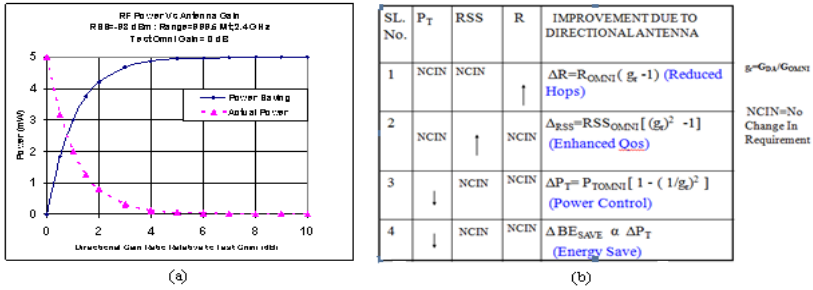 RF Power Vs Antenna Gain
RSS=-93 dBm : Range=999.6 Mt;2.4 GHz
Test Omni Gain = 0 dB
5
4
3
2
1
0
Power (mW)
Power Saving
Actual Power
0 2 4 6 8 10
Directional Gain Ratio Relative to Test Omni (dB)
(a)
SL. No. PT RSS R IMPROVEMENT DUE TO
DIRECTIONAL ANTENNA
1 NCIN NCIN ↑ ΔR=ROMNI( gr -1) (Reduced
Hops)
2 NCIN ↑ NCIN ΔRSS=RSSOMNI[ (gr)² -1]
(Enhanced Qos)
3 ↓ NCIN NCIN ΔPT= PTOMNI[ 1 - ( 1/gr)² ]
(Power Control)
4 ↓ NCIN NCIN Δ BESAVE α ΔPT
(Energy Save)
gr=GDA/GOMNI
NCIN=No
Change In
Requirement
(b)